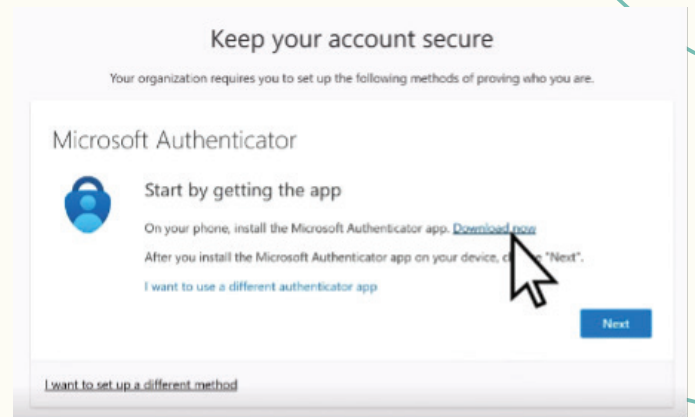 Keep your account secure
Your organization requires you to set up the following methods of proving who you are.
Microsoft Authenticator
Start by getting the app
On your phone, install the Microsoft Authenticator app. Download now
After you install the Microsoft Authenticator app on your device, "Next".
I want to use a different authenticator app
Next
I want to set up a different method